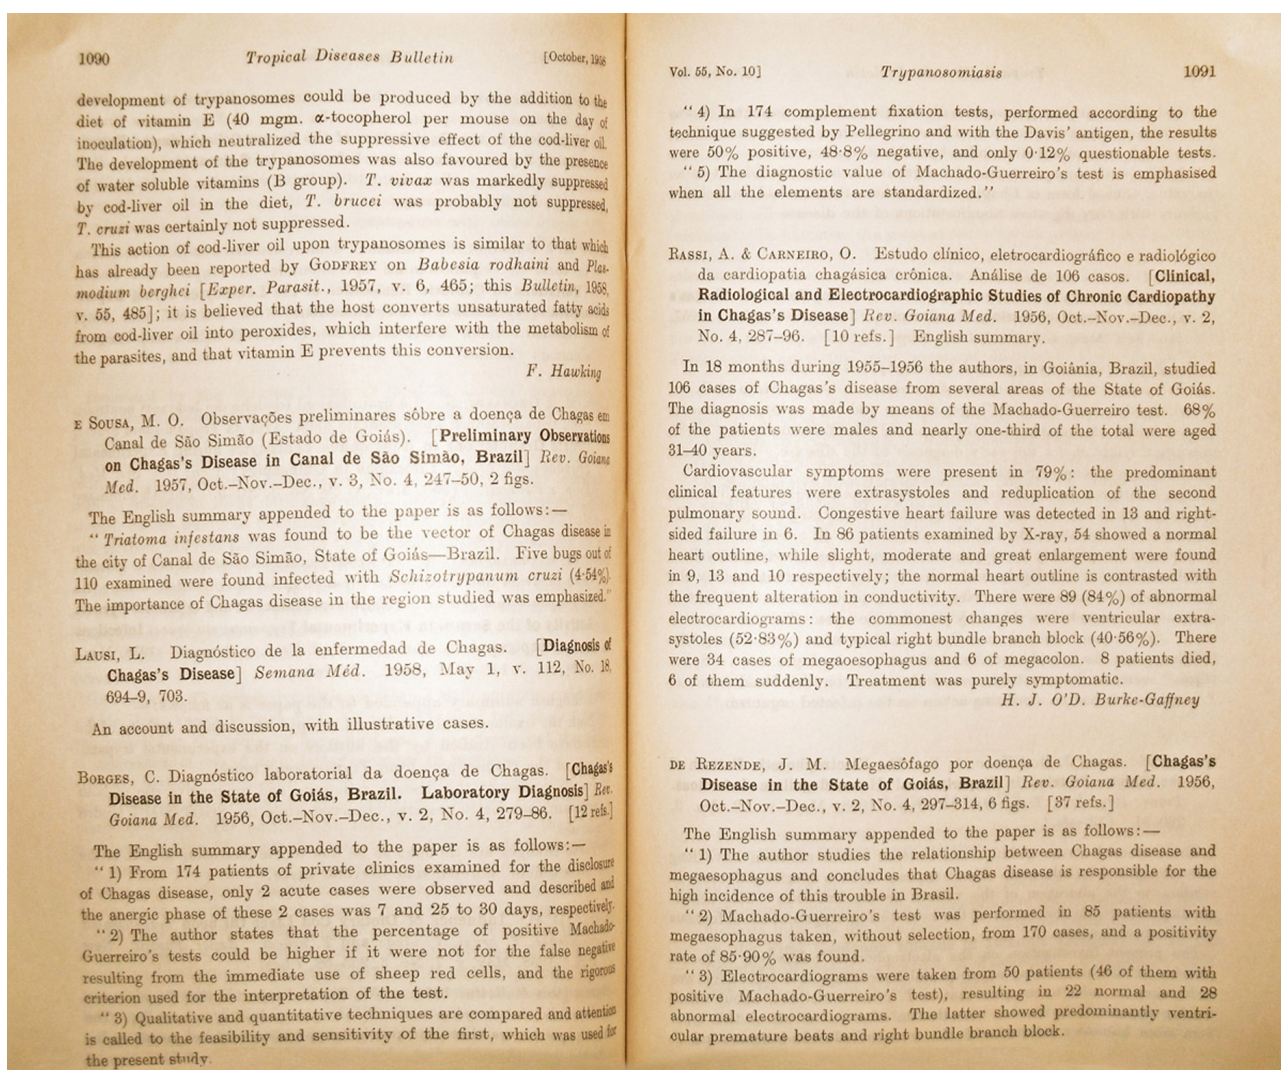 1090 Tropical Diseases Bulletin [October, 1958
development of trypanosomes could be produced by the addition to the
diet of vitamin E (40 mgm. α-tocopherol per mouse on the day of
inoculation), which neutralized the suppressive effect of the cod-liver oil.
The development of the trypanosomes was also favoured by the presence
of water soluble vitamins (B group). T. vivax was markedly suppressed
by cod-liver oil in the diet, T. brucei was probably not suppressed,
T. cruzi was certainly not suppressed.
This action of cod-liver oil upon trypanosomes is similar to that which
has already been reported by GODFREY on Babesia rodhaini and Plas-
modium berghei [Exper. Parasit., 1957, v. 6, 465; this Bulletin, 1958,
v. 55, 485]; it is believed that the host converts unsaturated fatty acids
from cod-liver oil into peroxides, which interfere with the metabolism of
the parasites, and that vitamin E prevents this conversion.
F. Hawking
E SOUSA, M. O. Observações preliminares sôbre a doença de Chagas em
Canal de São Simão (Estado de Goiás). [Preliminary Observations
on Chagas's Disease in Canal de São Simão, Brazil] Rev. Goiana
Med. 1957, Oct.–Nov.–Dec., v. 3, No. 4, 247–50, 2 figs.
The English summary appended to the paper is as follows:—
" Triatoma infestans was found to be the vector of Chagas disease in
the city of Canal de São Simão, State of Goiás—Brazil. Five bugs out of
110 examined were found infected with Schizotrypanum cruzi (4·54%).
The importance of Chagas disease in the region studied was emphasized."
LAUSI, L. Diagnóstico de la enfermedad de Chagas. [Diagnosis of
Chagas's Disease] Semana Méd. 1958, May 1, v. 112, No. 18,
694–9, 703.
An account and discussion, with illustrative cases.
BORGES, C. Diagnóstico laboratorial da doença de Chagas. [Chagas's
Disease in the State of Goiás, Brazil. Laboratory Diagnosis] Rev.
Goiana Med. 1956, Oct.–Nov.–Dec., v. 2, No. 4, 279–86. [12 refs.]
The English summary appended to the paper is as follows:—
" 1) From 174 patients of private clinics examined for the disclosure
of Chagas disease, only 2 acute cases were observed and described and
the anergic phase of these 2 cases was 7 and 25 to 30 days, respectively.
" 2) The author states that the percentage of positive Machado-
Guerreiro's tests could be higher if it were not for the false negative
resulting from the immediate use of sheep red cells, and the rigorous
criterion used for the interpretation of the test.
" 3) Qualitative and quantitative techniques are compared and attention
is called to the feasibility and sensitivity of the first, which was used for
the present study.
Vol. 55, No. 10] Trypanosomiasis 1091
" 4) In 174 complement fixation tests, performed according to the
technique suggested by Pellegrino and with the Davis' antigen, the results
were 50% positive, 48·8% negative, and only 0·12% questionable tests.
" 5) The diagnostic value of Machado-Guerreiro's test is emphasised
when all the elements are standardized."
RASSI, A. & CARNEIRO, O. Estudo clínico, eletrocardiográfico e radiológico
da cardiopatia chagásica crônica. Análise de 106 casos. [Clinical,
Radiological and Electrocardiographic Studies of Chronic Cardiopathy
in Chagas's Disease] Rev. Goiana Med. 1956, Oct.–Nov.–Dec., v. 2,
No. 4, 287–96. [10 refs.] English summary.
In 18 months during 1955–1956 the authors, in Goiânia, Brazil, studied
106 cases of Chagas's disease from several areas of the State of Goiás.
The diagnosis was made by means of the Machado-Guerreiro test. 68%
of the patients were males and nearly one-third of the total were aged
31–40 years.
Cardiovascular symptoms were present in 79%: the predominant
clinical features were extrasystoles and reduplication of the second
pulmonary sound. Congestive heart failure was detected in 13 and right-
sided failure in 6. In 86 patients examined by X-ray, 54 showed a normal
heart outline, while slight, moderate and great enlargement were found
in 9, 13 and 10 respectively; the normal heart outline is contrasted with
the frequent alteration in conductivity. There were 89 (84%) of abnormal
electrocardiograms: the commonest changes were ventricular extra-
systoles (52·83%) and typical right bundle branch block (40·56%). There
were 34 cases of megaoesophagus and 6 of megacolon. 8 patients died,
6 of them suddenly. Treatment was purely symptomatic.
H. J. O'D. Burke-Gaffney
DE REZENDE, J. M. Megaesôfago por doença de Chagas. [Chagas's
Disease in the State of Goiás, Brazil] Rev. Goiana Med. 1956,
Oct.–Nov.–Dec., v. 2, No. 4, 297–314, 6 figs. [37 refs.]
The English summary appended to the paper is as follows:—
" 1) The author studies the relationship between Chagas disease and
megaesophagus and concludes that Chagas disease is responsible for the
high incidence of this trouble in Brasil.
" 2) Machado-Guerreiro's test was performed in 85 patients with
megaesophagus taken, without selection, from 170 cases, and a positivity
rate of 85·90% was found.
" 3) Electrocardiograms were taken from 50 patients (46 of them with
positive Machado-Guerreiro's test), resulting in 22 normal and 28
abnormal electrocardiograms. The latter showed predominantly ventri-
cular premature beats and right bundle branch block.